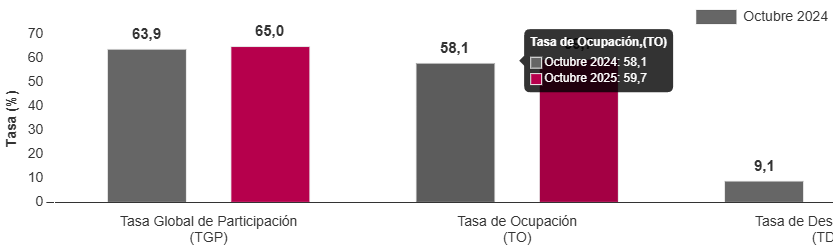 Octubre 2024
70
60
50
40
30
20
10
0
Tasa (%)
63,9
65,0
58,1
9,1
Tasa de Ocupación,(TO)
Octubre 2024: 58,1
Octubre 2025: 59,7
Tasa Global de Participación
(TGP)
Tasa de Ocupación
(TO)
Tasa de Des
(TD